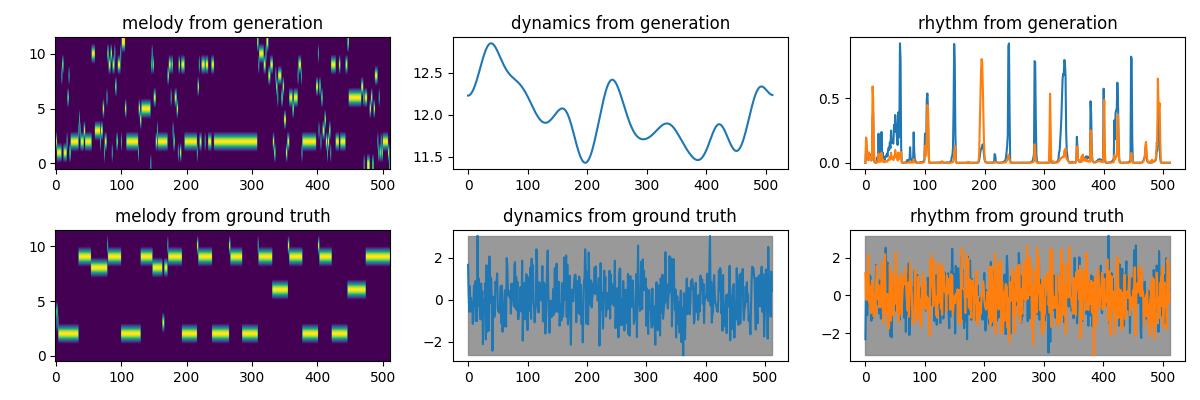 melody from generation
dynamics from generation
rhythm from generation
10
5
0
0 100 200 300 400 500
12.5
12.0
11.5
0 100 200 300 400 500
0.5
0.0
0 100 200 300 400 500
melody from ground truth
dynamics from ground truth
rhythm from ground truth
10
5
0
0 100 200 300 400 500
2
0
−2
0 100 200 300 400 500
2
0
−2
0 100 200 300 400 500